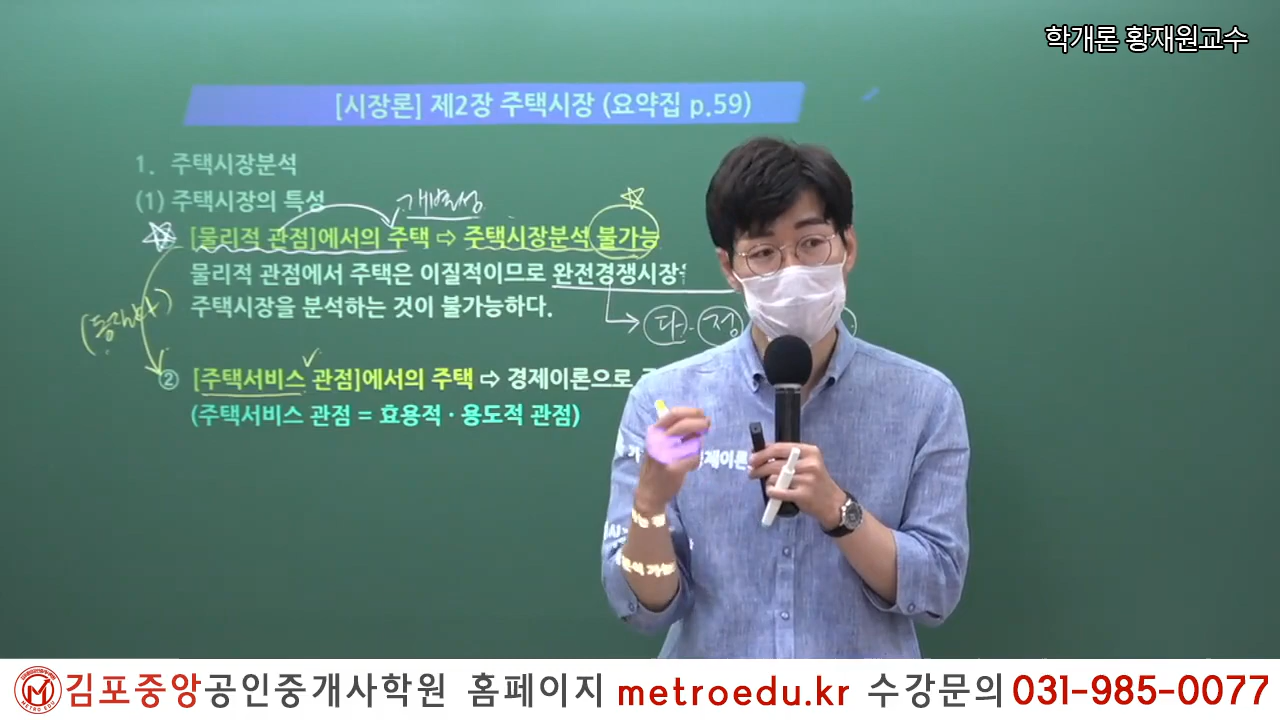 학개론 황재원교수
[시장론] 제2장 주택시장 (요약집 p.59)
1. 주택시장분석
(1) 주택시장의 특성
개별성
[물리적 관점]에서의 주택 ⇨ 주택시장분석 불가능
물리적 관점에서 주택은 이질적이므로 완전경쟁시장
주택시장을 분석하는 것이 불가능하다.
다. 정
② [주택서비스 관점]에서의 주택 ⇨ 경제이론으로
(주택서비스 관점 = 효용적·용도적 관점)
김포중앙공인중개사학원 홈페이지 metroedu.kr 수강문의 031-985-0077
METRO EDU